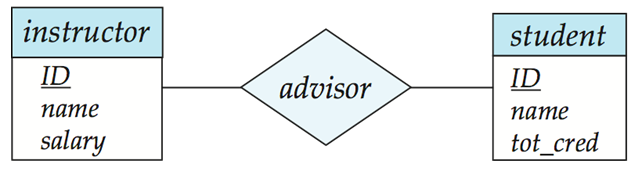 instructor
ID
name
salary
advisor
student
ID
name
tot_cred